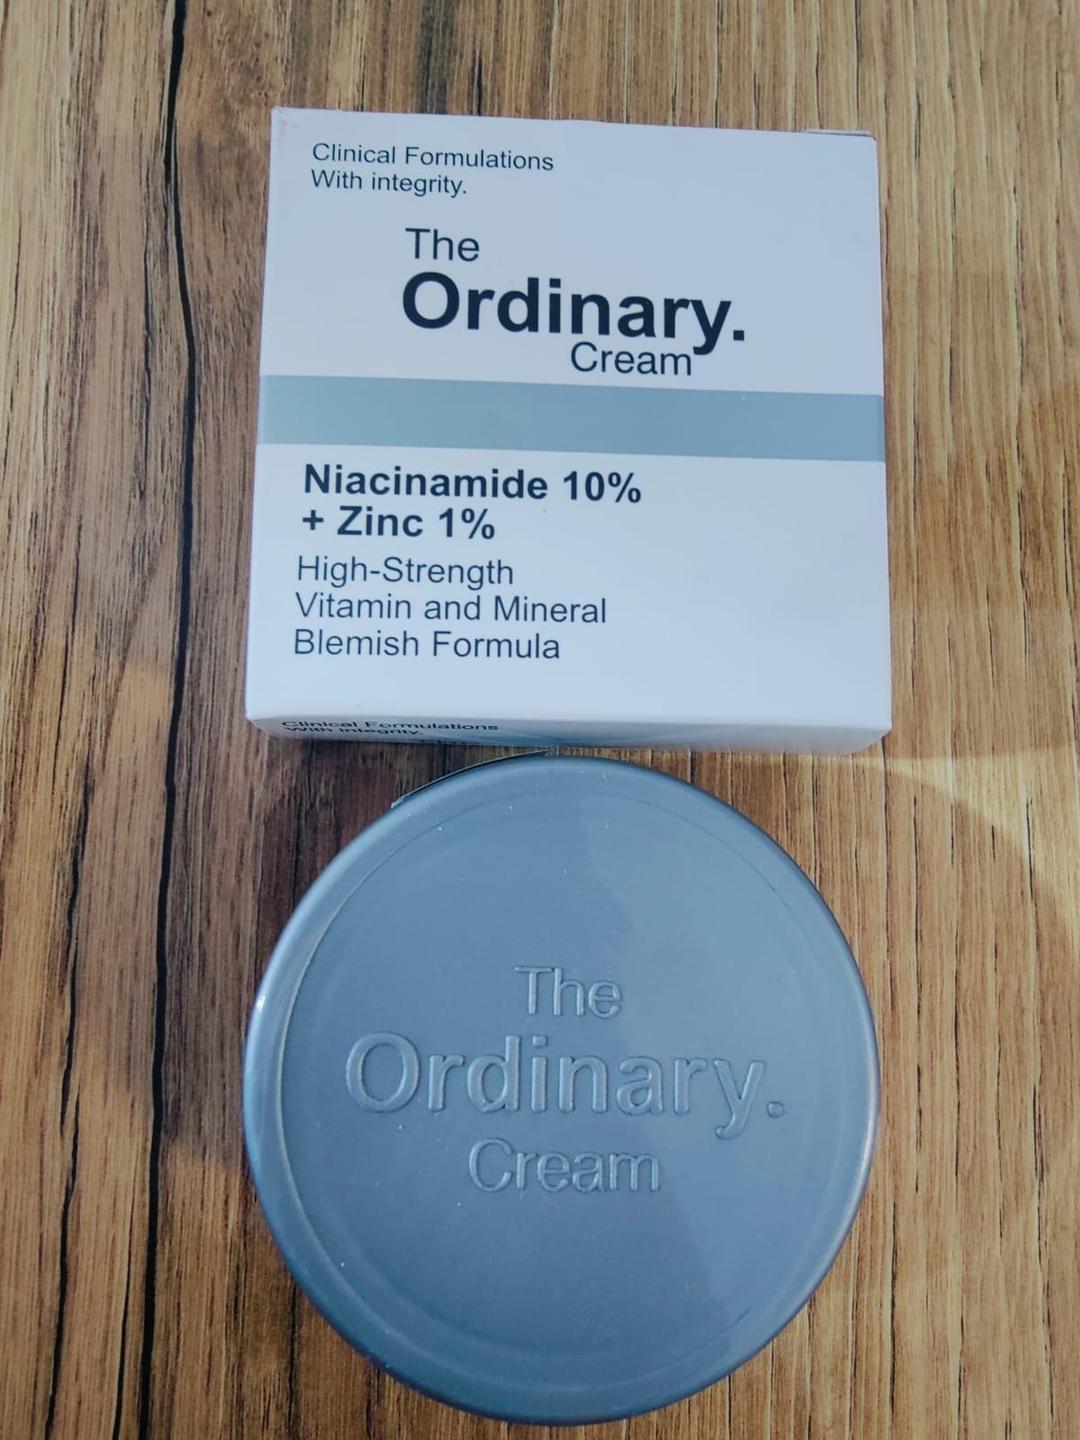 Clinical Formulations
With integrity.
The
Ordinary.
Cream
Niacinamide 10%
+ Zinc 1%
High-Strength
Vitamin and Mineral
Blemish Formula
Clinical Formulations
With integrity.
The
Ordinary.
Cream